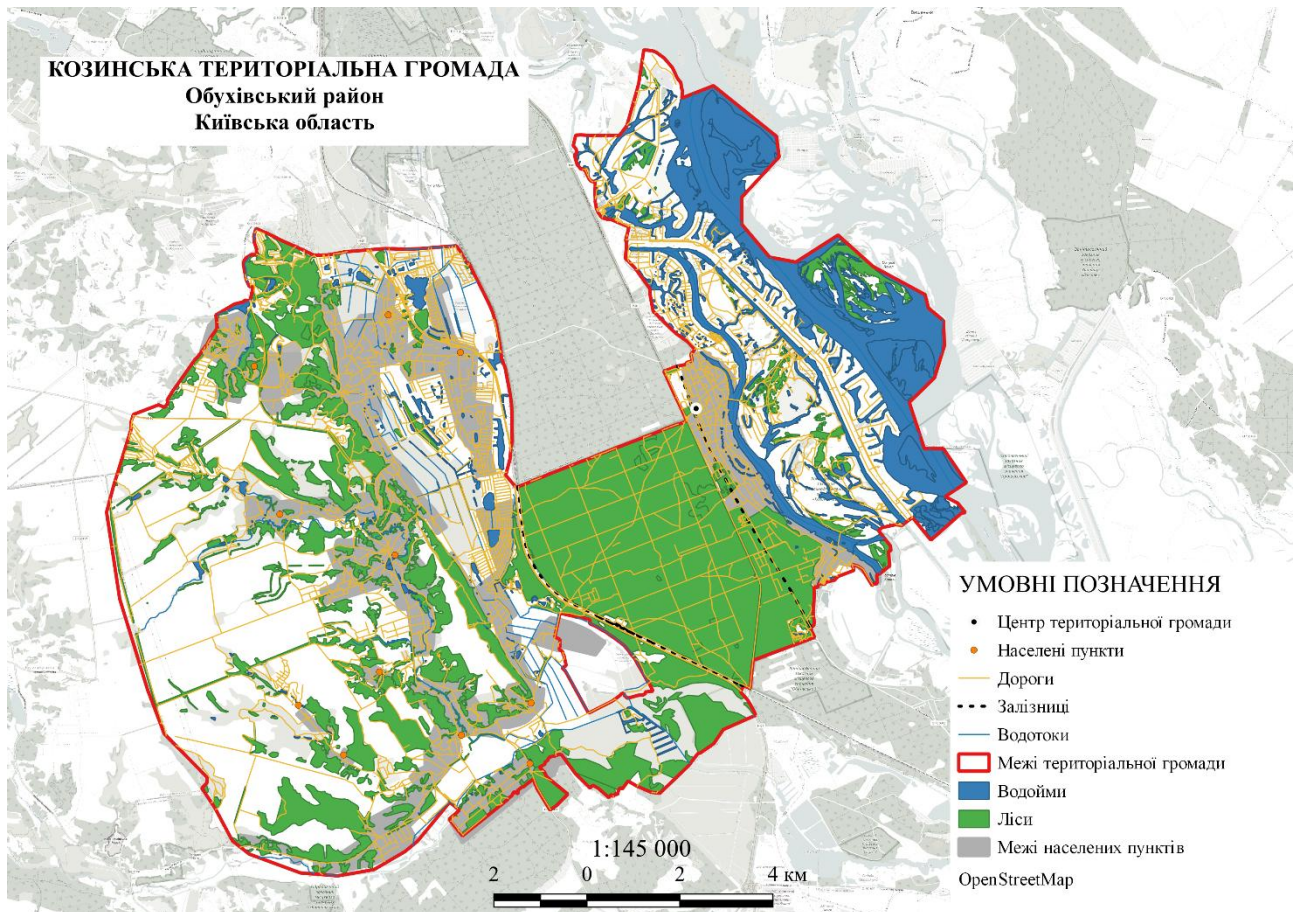 КОЗИНСЬКА ТЕРИТОРІАЛЬНА ГРОМАДА
Обухівський район
Київська область
УМОВНІ ПОЗНАЧЕННЯ
Центр територіальної громади
Населені пункти
Дороги
Залізниці
Водотоки
Межі територіальної громади
Водойми
Ліси
Межі населених пунктів
OpenStreetMap
1:145 000
2 0 2 4 км